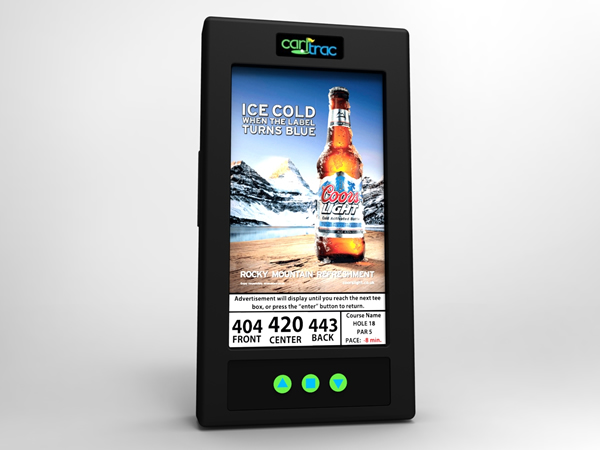 cartrac
ICE COLD
WHEN THE LABEL
TURNS BLUE
Coors
LIGHT
ROCKY MOUNTAIN REFRESHMENT
Advertisement will display until you reach the next tee
box, or press the "enter" button to return.
404 420 443
FRONT CENTER BACK
Course Name
HOLE 18
PAR 5
PACE: -8 min.